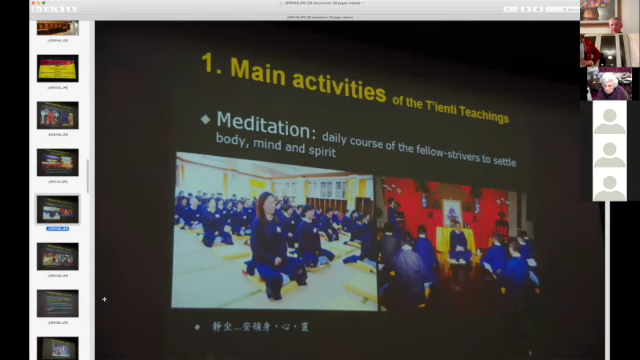 1. Main activities of the T'ienti Teachings
◆ Meditation: daily course of the fellow-strivers to settle
body, mind and spirit
◆ 靜坐...安頓身、心、靈